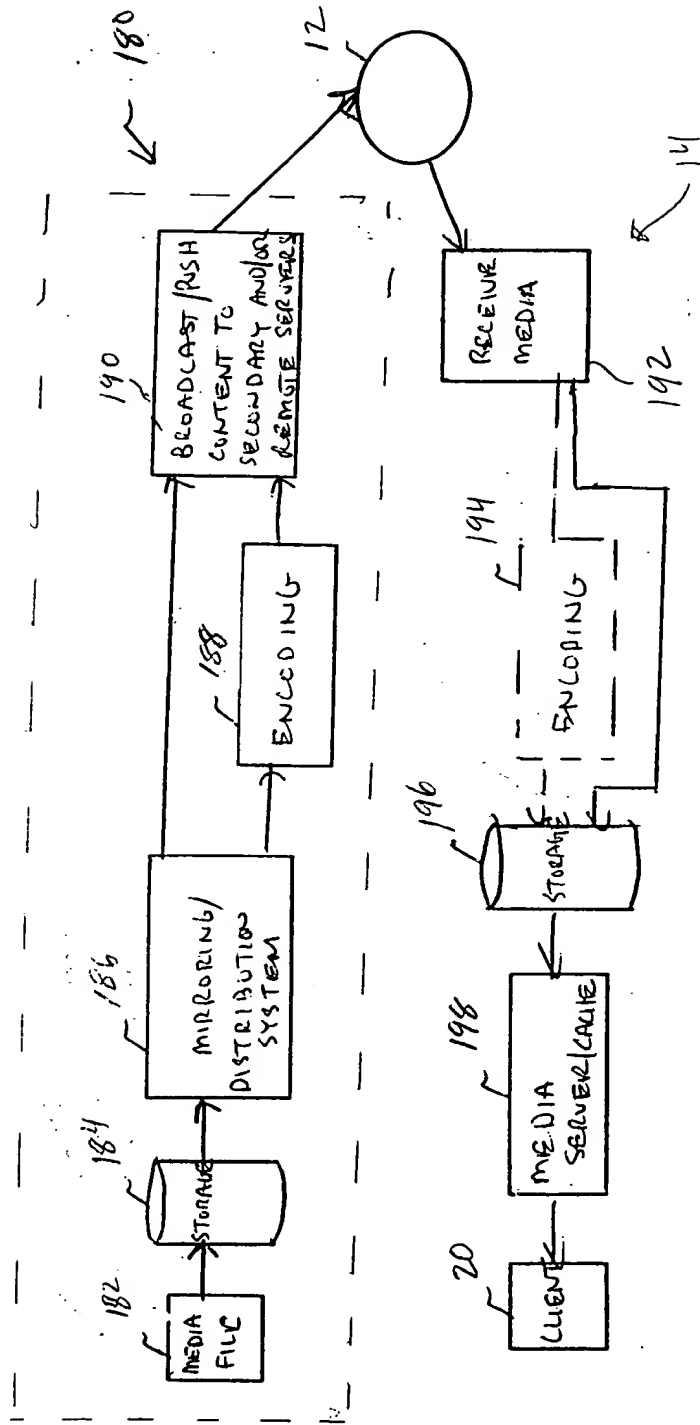 180
182
MEDIA
FILE
184
STORAGE
186
MIRRORING/
DISTRIBUTION
SYSTEM
188
ENCODING
190
BROADCAST/PUSH
CONTENT TO
SECONDARY AND/OR
REMOTE SERVERS
12
14
192
RECEIVE
MEDIA
194
ENCODING
196
STORAGE
198
MEDIA
SERVER/CACHE
20
CLIENT